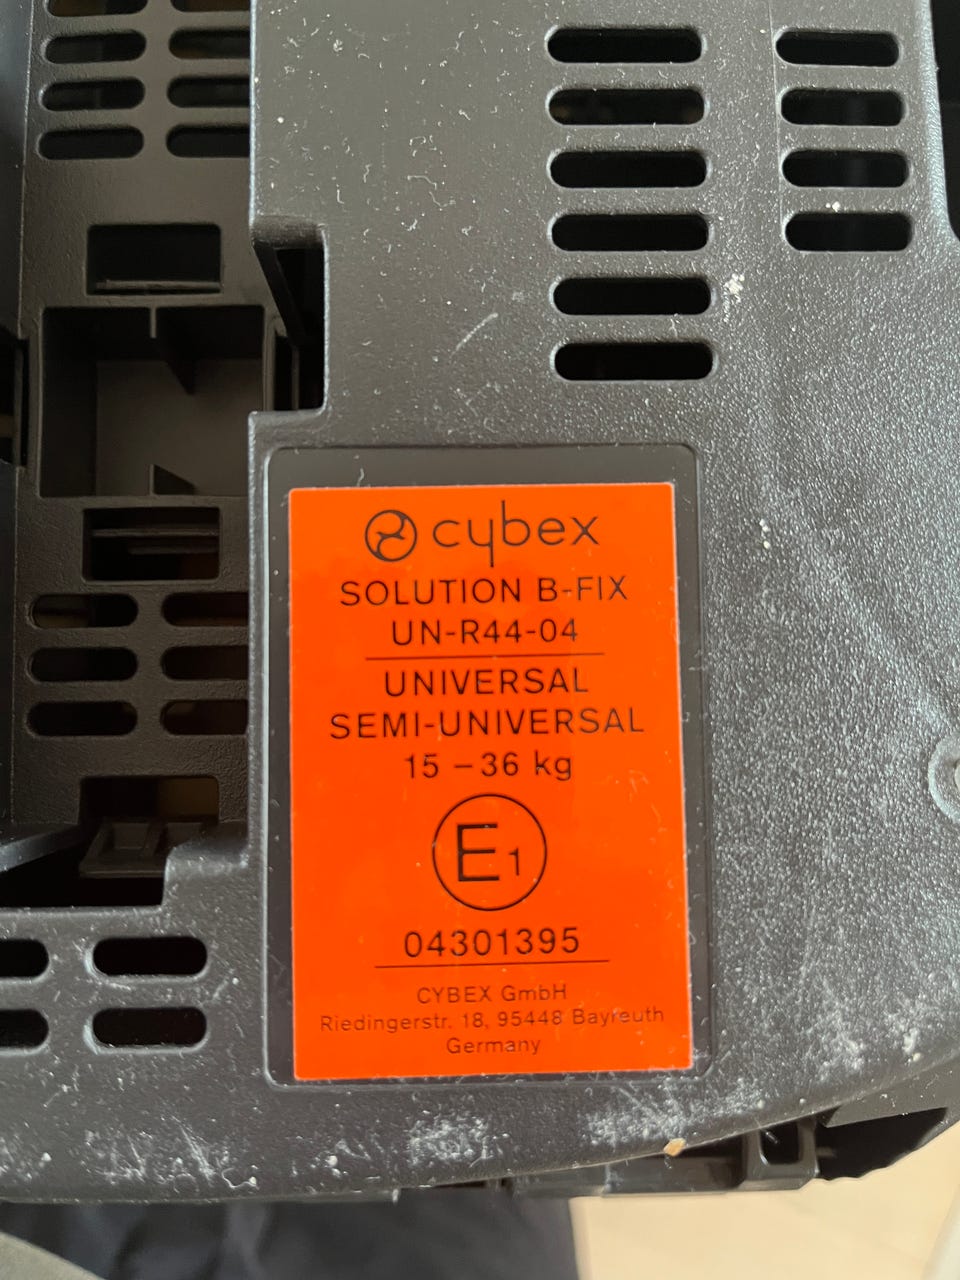 cybex
SOLUTION B-FIX
UN-R44-04
UNIVERSAL
SEMI-UNIVERSAL
15 – 36 kg
E1
04301395
CYBEX GmbH
Riedingerstr. 18, 95448 Bayreuth
Germany